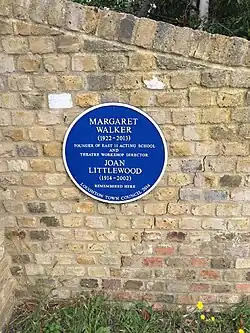 MARGARET
WALKER
(1922 - 2013)
FOUNDER OF EAST 15 ACTING SCHOOL
AND
THEATRE WORKSHOP DIRECTOR
JOAN
LITTLEWOOD
(1914 - 2002)
REMEMBERED HERE
LOUGHTON TOWN COUNCIL 2014